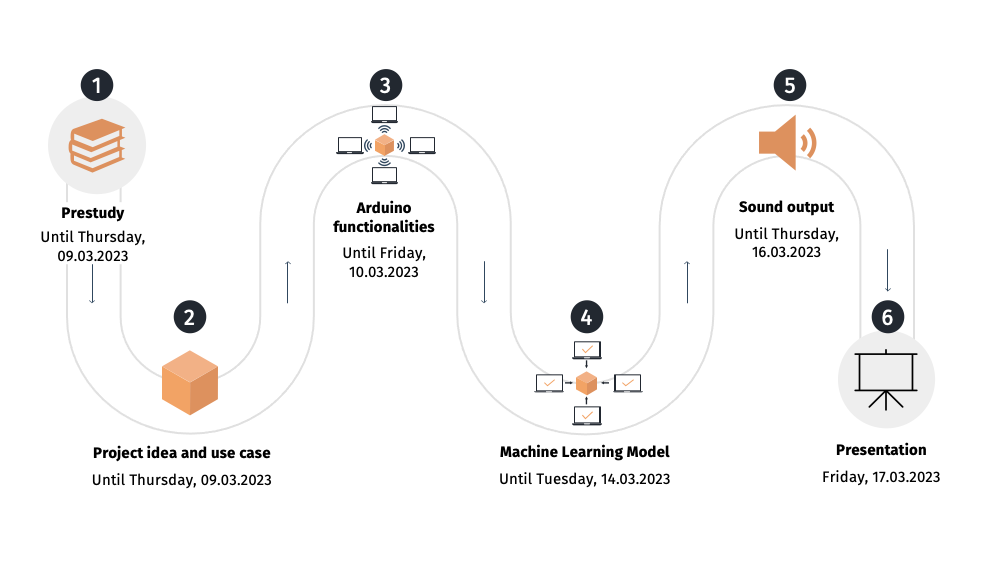 1
Prestudy
Until Thursday,
09.03.2023
2
Project idea and use case
Until Thursday, 09.03.2023
3
Arduino
functionalities
Until Friday,
10.03.2023
4
Machine Learning Model
Until Tuesday, 14.03.2023
5
Sound output
Until Thursday,
16.03.2023
6
Presentation
Friday, 17.03.2023